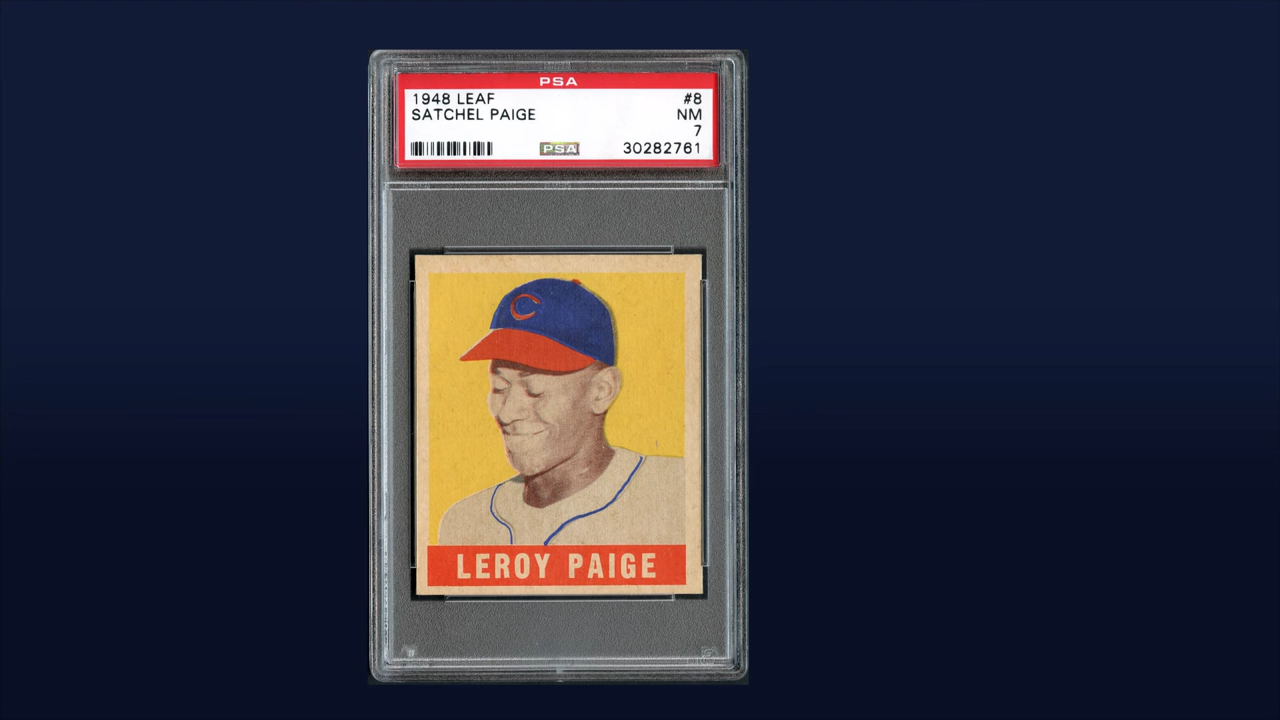 PSA
1948 LEAF #8
SATCHEL PAIGE NM
7
PSA 30282761
C
LEROY PAIGE